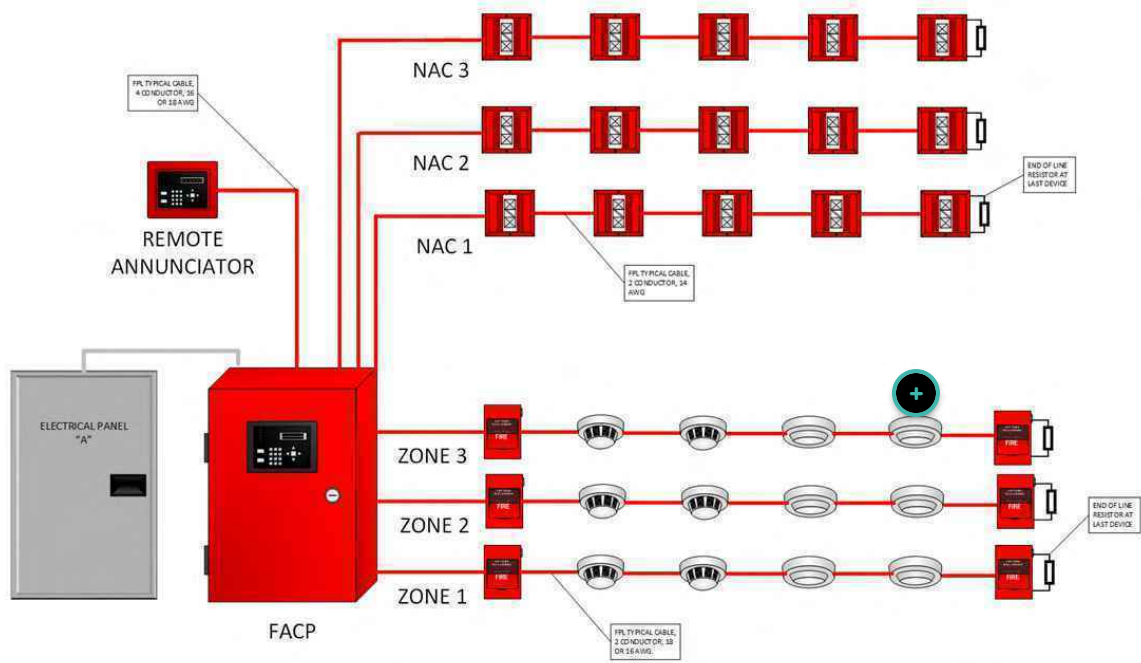 NAC 3
FPL TYPICAL CABLE,
4 CONDUCTOR, 16
OR 18 AWG
NAC 2
END OF LINE
RESISTOR AT
LAST DEVICE
REMOTE
ANNUNCIATOR
NAC 1
FPL TYPICAL CABLE,
2 CONDUCTOR, 14
AWG
ELECTRICAL PANEL
"A"
FIRE
FIRE
ZONE 3
FIRE
FIRE
ZONE 2
END OF LINE
RESISTOR AT
LAST DEVICE
FIRE
FIRE
ZONE 1
FACP
FPL TYPICAL CABLE,
2 CONDUCTOR, 18
OR 16 AWG.